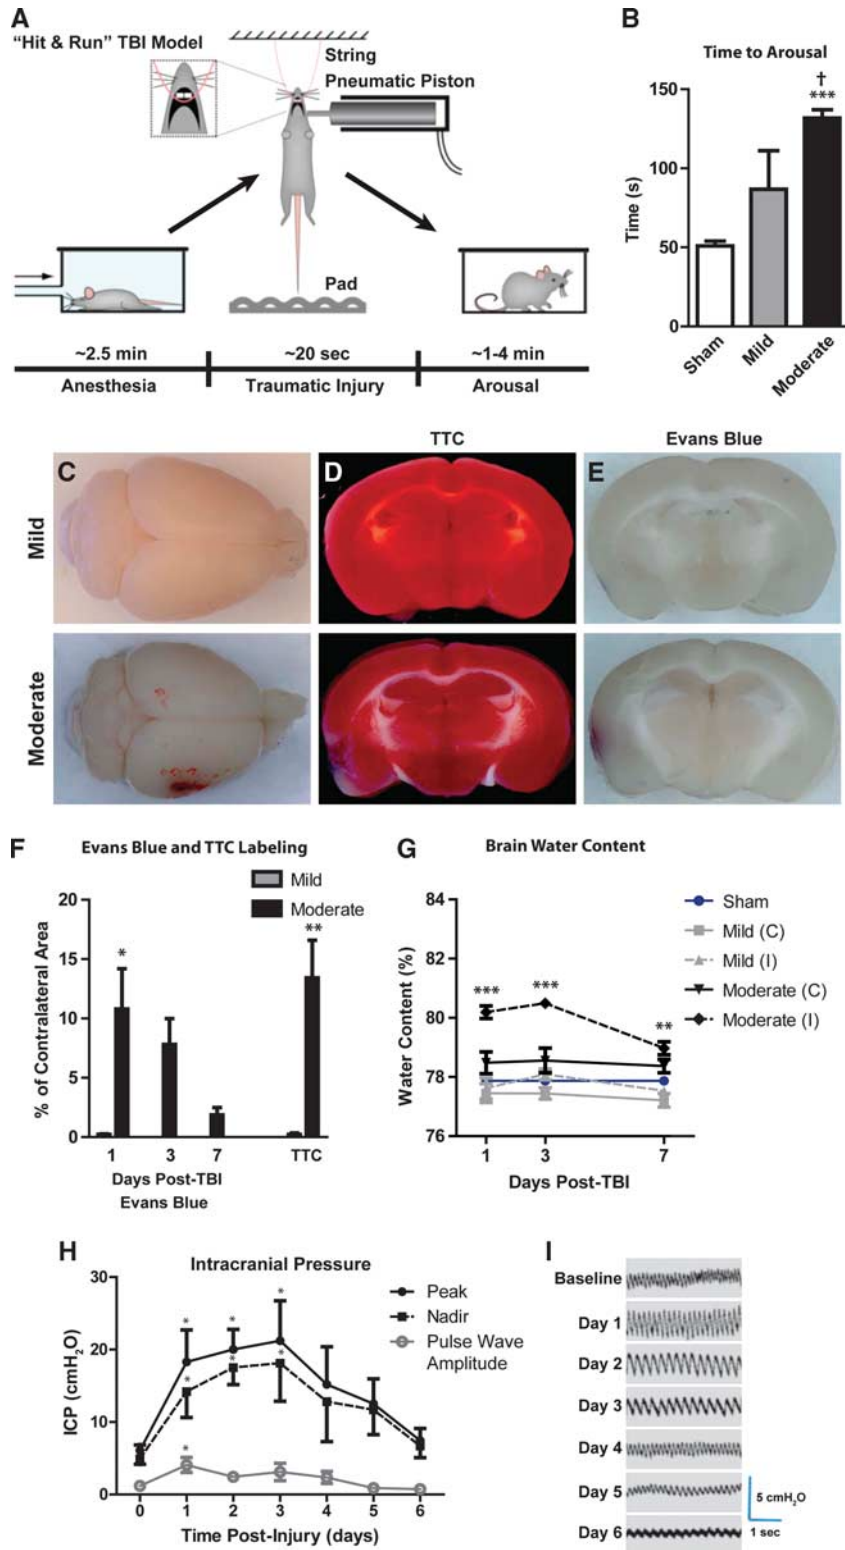 A
“Hit & Run” TBI Model
String
Pneumatic Piston
Pad
~2.5 min
~20 sec
~1-4 min
Anesthesia
Traumatic Injury
Arousal
B
Time to Arousal
†
***
150
100
50
0
Time (s)
Sham
Mild
Moderate
TTC
Evans Blue
C
D
E
Mild
Moderate
F
Evans Blue and TTC Labeling
Mild
Moderate
20
15
10
5
0
% of Contralateral Area
*
**
1
3
7
TTC
Days Post-TBI
Evans Blue
G
Brain Water Content
84
82
80
78
76
Water Content (%)
***
***
**
Sham
Mild (C)
Mild (I)
Moderate (C)
Moderate (I)
1
3
7
Days Post-TBI
H
Intracranial Pressure
30
20
10
0
ICP (cmH₂O)
*
*
*
*
*
*
*
Peak
Nadir
Pulse Wave
Amplitude
0 1 2 3 4 5 6
Time Post-Injury (days)
I
Baseline
Day 1
Day 2
Day 3
Day 4
Day 5
Day 6
5 cmH₂O
1 sec